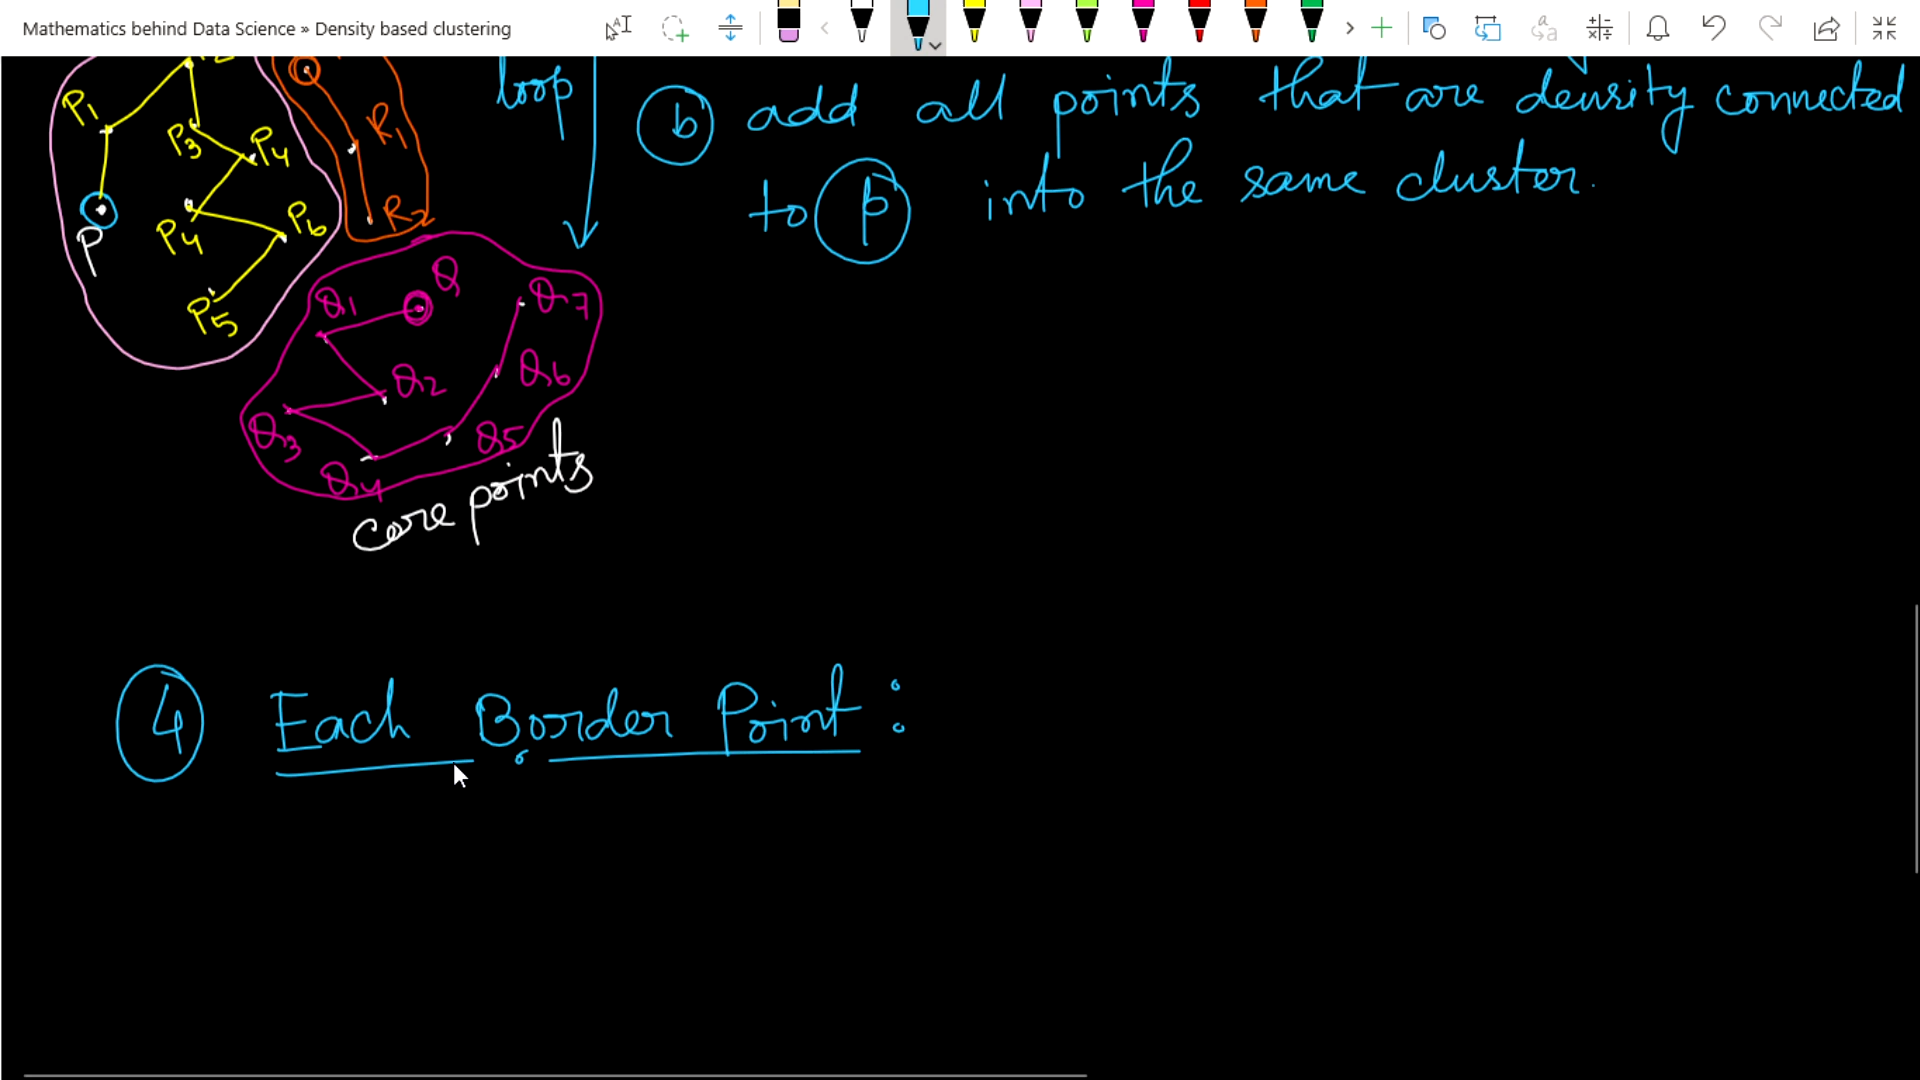 Mathematics behind Data Science » Density based clustering
loop
(b) add all points that are density connected
to (p) into the same cluster.
P1
P3
P4
P
P4
P6
P5
R1
R2
Q
Q1
Q7
Q2
Q6
Q3
Q5
Q4
core points
(4) Each Border Point :